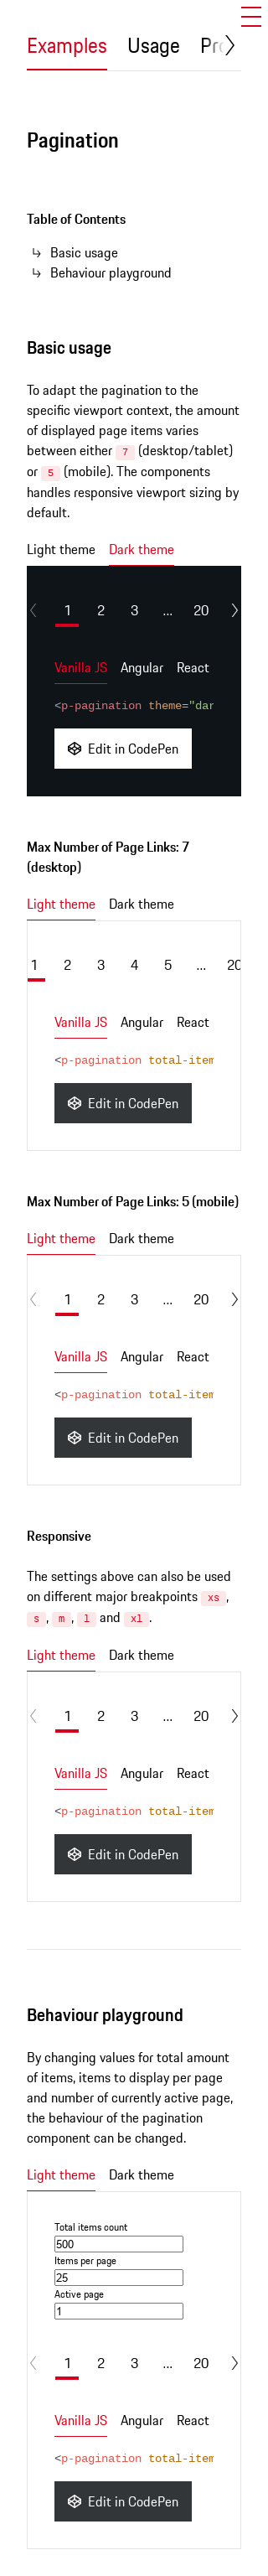 Examples Usage Pro
Pagination
Table of Contents
↳ Basic usage
↳ Behaviour playground
Basic usage
To adapt the pagination to the
specific viewport context, the amount
of displayed page items varies
between either 7 (desktop/tablet)
or 5 (mobile). The components
handles responsive viewport sizing by
default.
Light theme Dark theme
1 2 3 ... 20
Vanilla JS Angular React
<p-pagination theme="dar
Edit in CodePen
Max Number of Page Links: 7
(desktop)
Light theme Dark theme
1 2 3 4 5 ... 20
Vanilla JS Angular React
<p-pagination total-item
Edit in CodePen
Max Number of Page Links: 5 (mobile)
Light theme Dark theme
1 2 3 ... 20
Vanilla JS Angular React
<p-pagination total-item
Edit in CodePen
Responsive
The settings above can also be used
on different major breakpoints xs,
s, m, l and xl.
Light theme Dark theme
1 2 3 ... 20
Vanilla JS Angular React
<p-pagination total-item
Edit in CodePen
Behaviour playground
By changing values for total amount
of items, items to display per page
and number of currently active page,
the behaviour of the pagination
component can be changed.
Light theme Dark theme
Total items count
500
Items per page
25
Active page
1
1 2 3 ... 20
Vanilla JS Angular React
<p-pagination total-item
Edit in CodePen